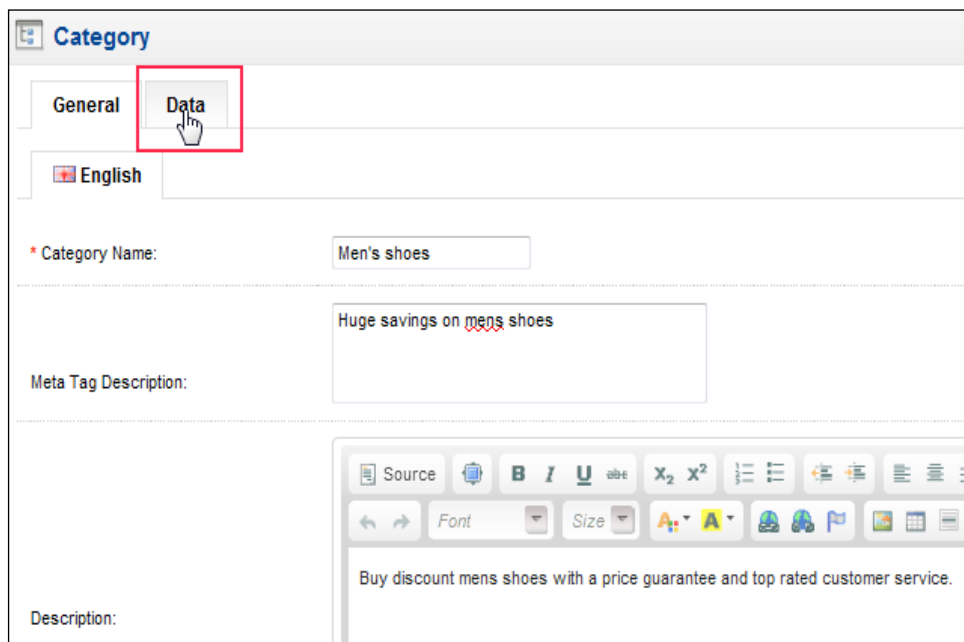 Category
General Data
English
* Category Name: Men's shoes
Huge savings on mens shoes
Meta Tag Description:
Source B I U abc X2 X²
Font Size A A
Buy discount mens shoes with a price guarantee and top rated customer service.
Description: